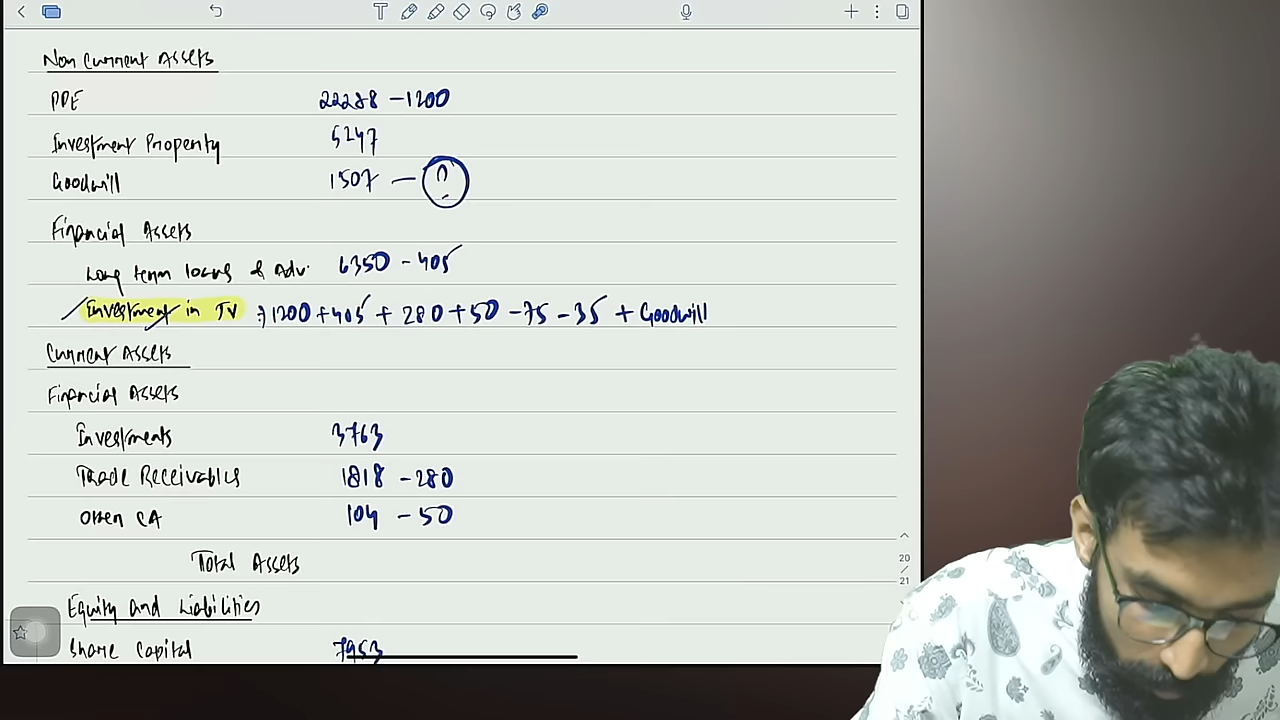 Non Current Assets
PPE 22288 - 1200
Investment Property 5247
Goodwill 1507 - ?
Financial Assets
Long term loans & Adv. 6350 - 405
Investment in JV 1200 + 405 + 280 + 50 - 75 - 35 + Goodwill
Current Assets
Financial Assets
Investments 3763
Trade Receivables 1818 - 280
Other CA 104 - 50
Total Assets
20
/
21
Equity and Liabilities
Share Capital 7953